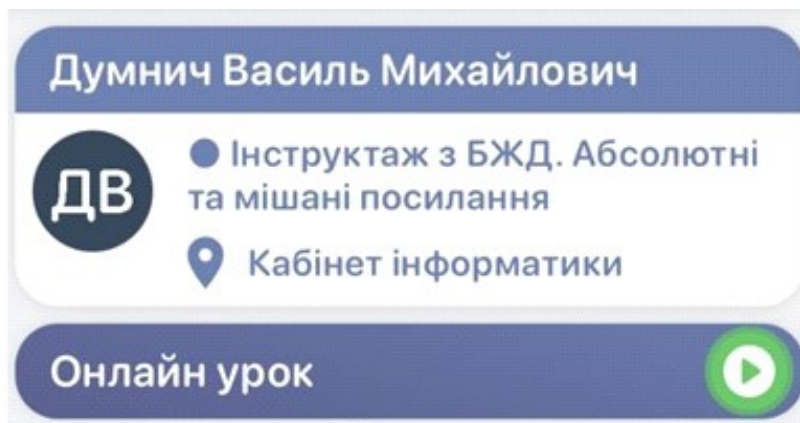 Думнич Василь Михайлович
ДВ
Інструктаж з БЖД. Абсолютні
та мішані посилання
Кабінет інформатики
Онлайн урок